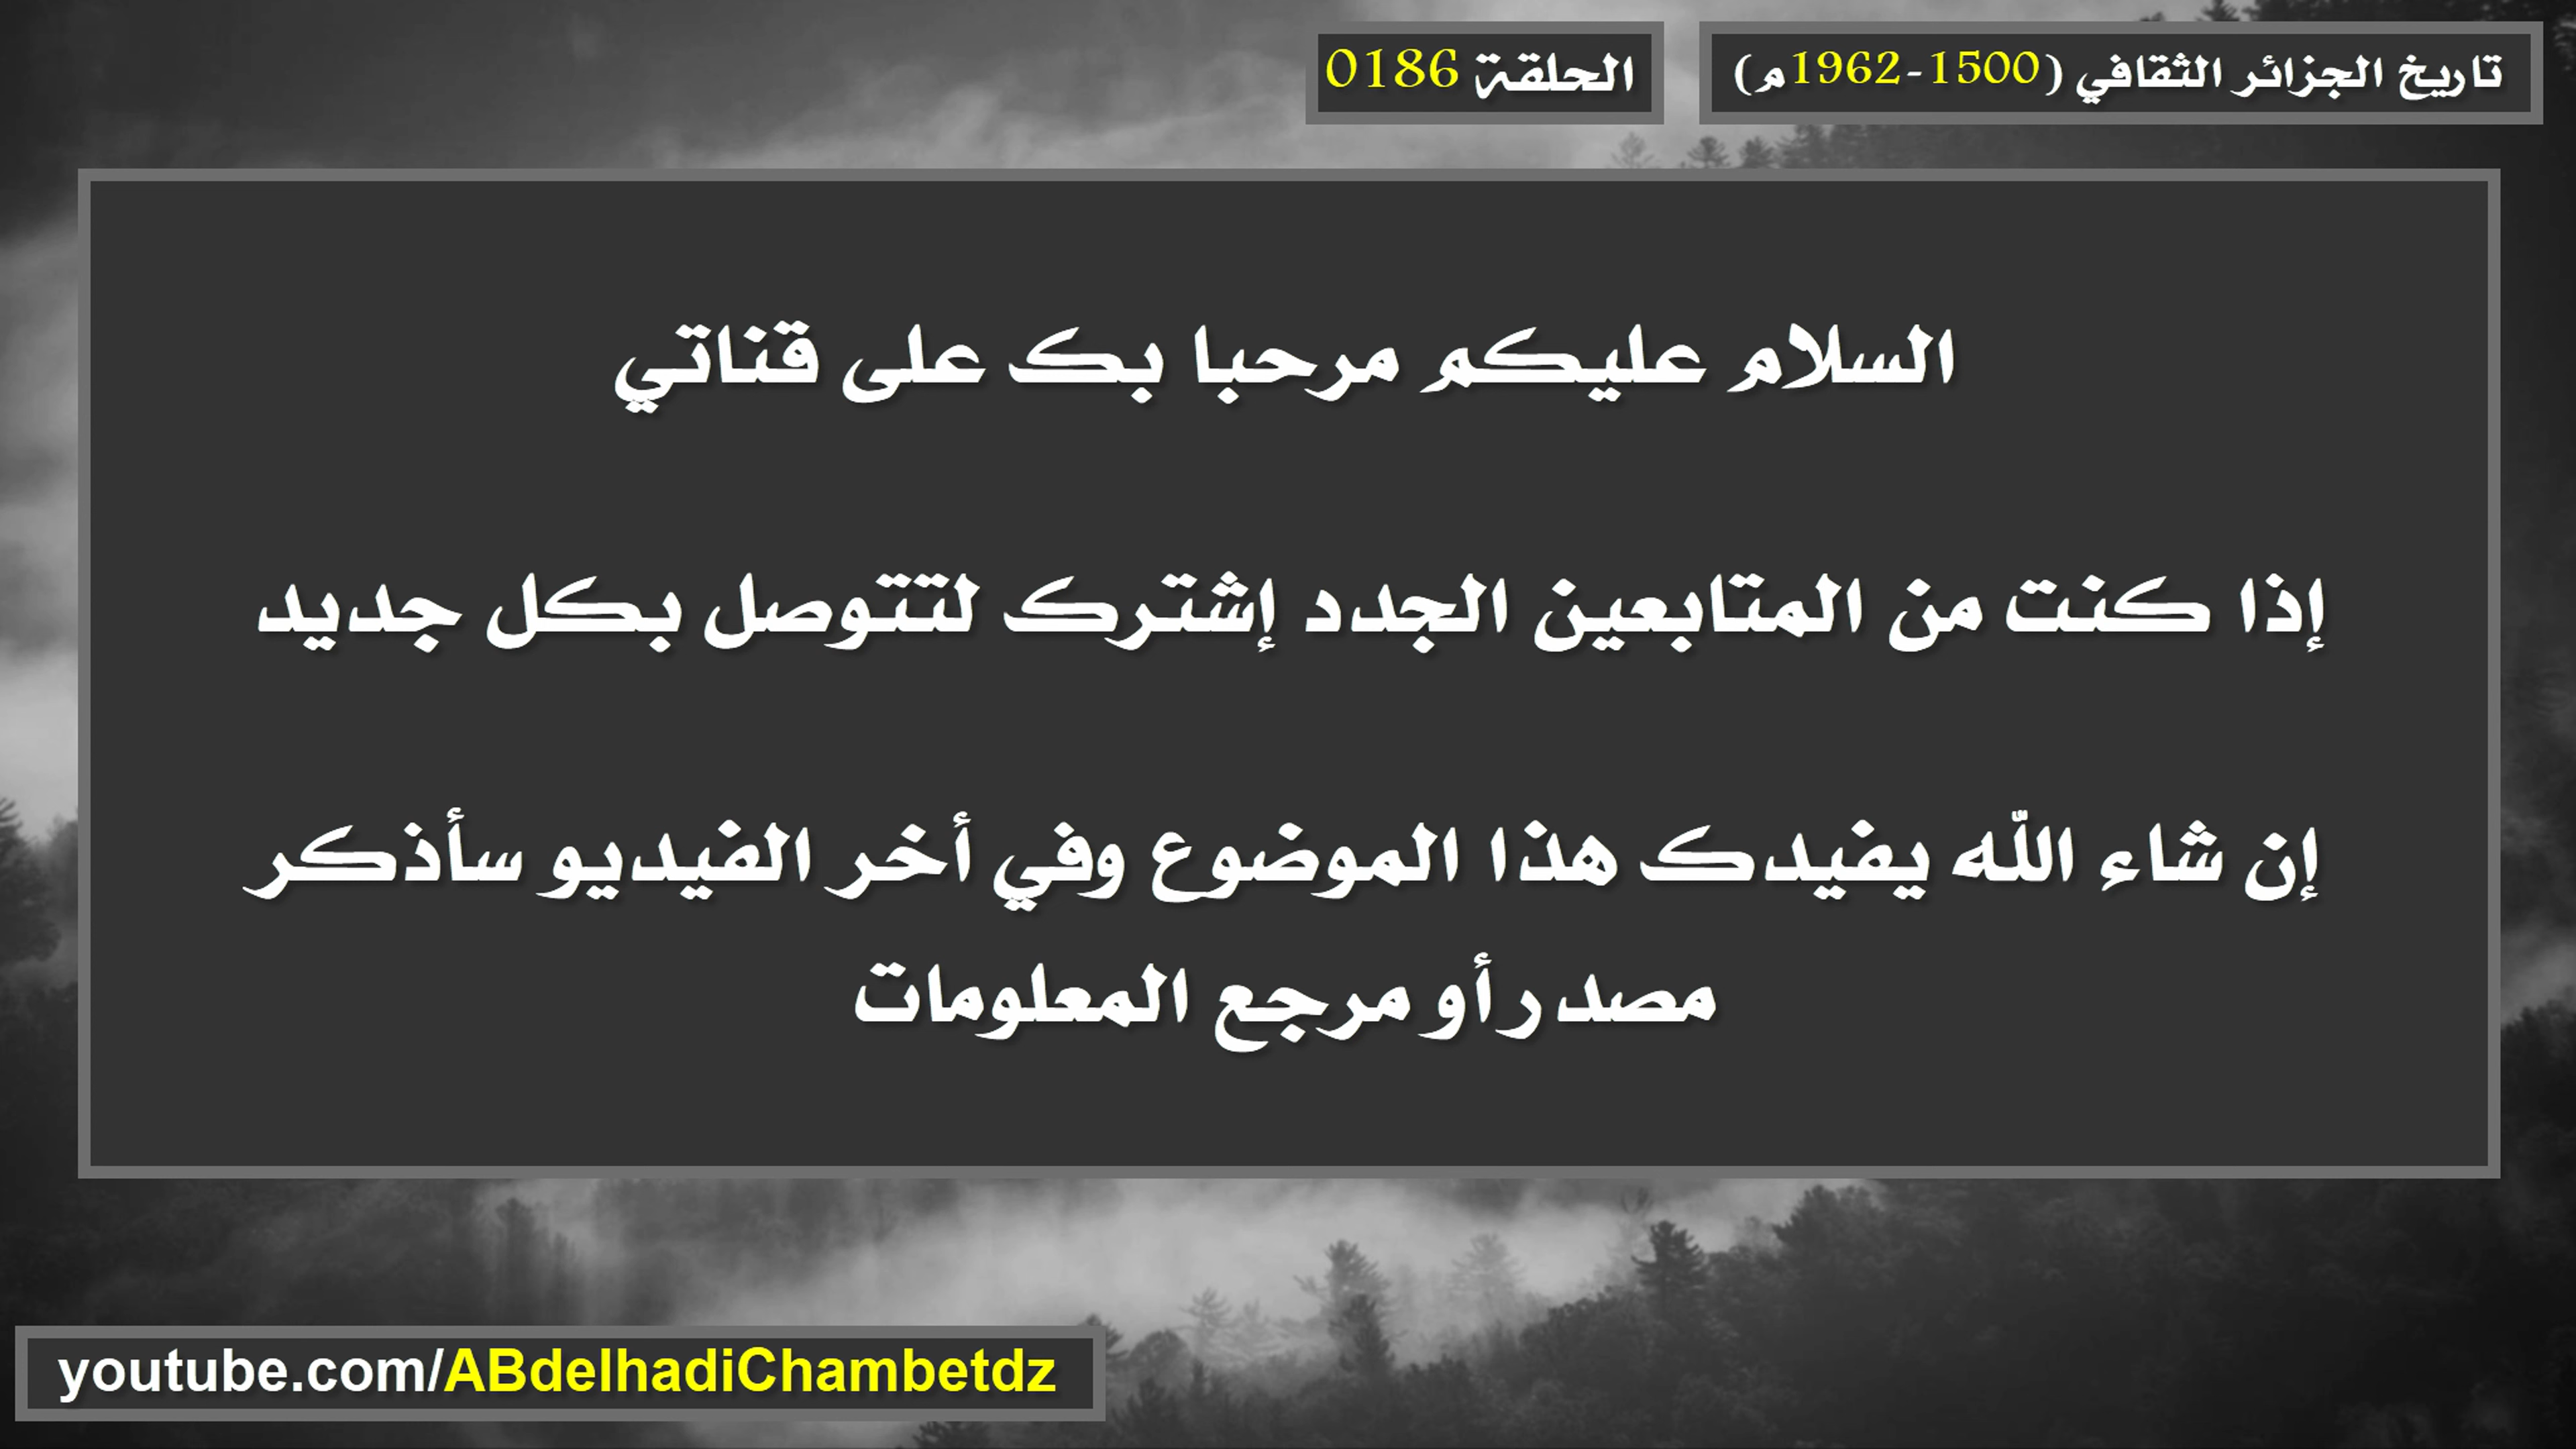 تاريخ الجزائر الثقافي (1500-1962م)
الحلقة 0186
السلام عليكم مرحبا بك على قناتي
إذا كنت من المتابعين الجدد إشترك لتتوصل بكل جديد
إن شاء الله يفيدك هذا الموضوع وفي أخر الفيديو سأذكر
مصدر أو مرجع المعلومات
youtube.com/ABdelhadiChambetdz